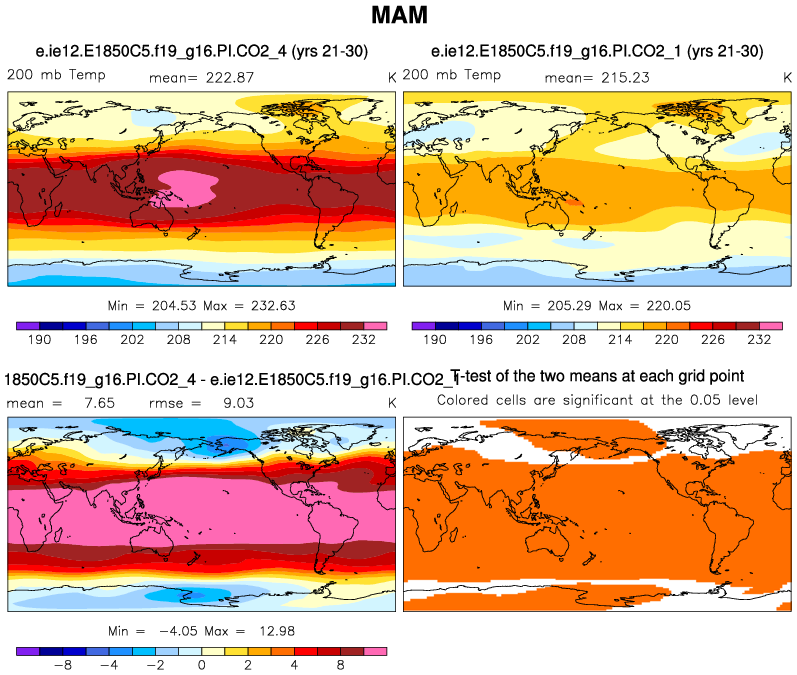 MAM
e.ie12.E1850C5.f19_g16.PI.CO2_4 (yrs 21-30)
200 mb Temp mean= 222.87 K
Min = 204.53 Max = 232.63
190 196 202 208 214 220 226 232
e.ie12.E1850C5.f19_g16.PI.CO2_1 (yrs 21-30)
200 mb Temp mean= 215.23 K
Min = 205.29 Max = 220.05
190 196 202 208 214 220 226 232
1850C5.f19_g16.PI.CO2_4 - e.ie12.E1850C5.f19_g16.PI.CO2_1
mean = 7.65 rmse = 9.03 K
Min = -4.05 Max = 12.98
-8 -4 -2 0 2 4 8
T-test of the two means at each grid point
Colored cells are significant at the 0.05 level